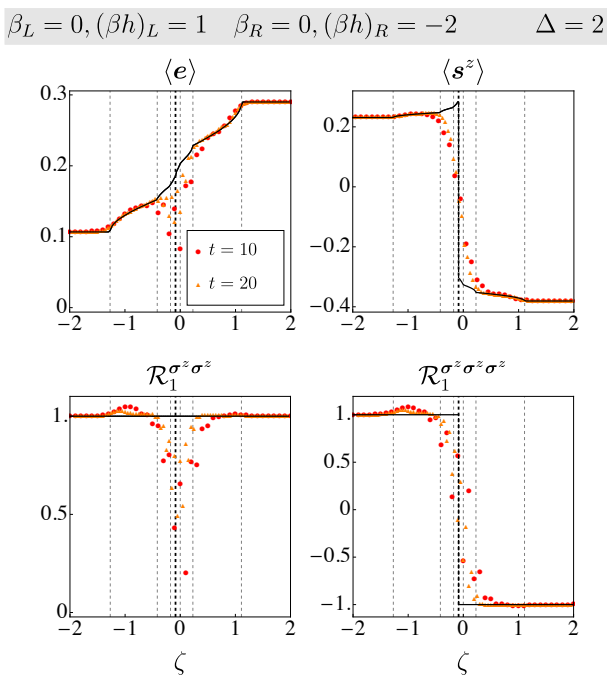 β_L = 0, (βh)_L = 1 β_R = 0, (βh)_R = −2 Δ = 2
⟨e⟩ ⟨s^z⟩
0.3
0.2
0.1
0
−2 −1 0 1 2
t = 10
t = 20
0.2
0
−0.2
−0.4
−2 −1 0 1 2
R_1^{σ^z σ^z} R_1^{σ^z σ^z σ^z}
1.
0.5
0.
−2 −1 0 1 2
ζ
1.
0.5
0.
−0.5
−1.
−2 −1 0 1 2
ζ